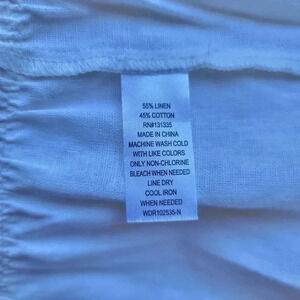 55% LINEN
45% COTTON
RN#131335
MADE IN CHINA
MACHINE WASH COLD
WITH LIKE COLORS
ONLY NON-CHLORINE
BLEACH WHEN NEEDED
LINE DRY
COOL IRON
WHEN NEEDED
WDR102535-N